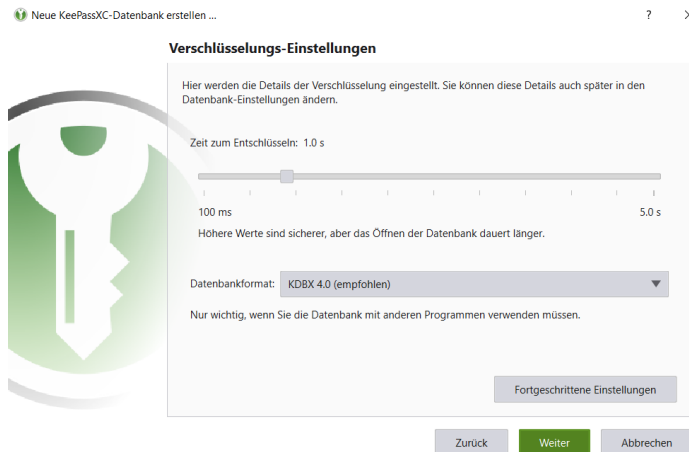 Neue KeePassXC-Datenbank erstellen ...
?
Verschlüsselungs-Einstellungen
Hier werden die Details der Verschlüsselung eingestellt. Sie können diese Details auch später in den
Datenbank-Einstellungen ändern.
Zeit zum Entschlüsseln: 1.0 s
100 ms 5.0 s
Höhere Werte sind sicherer, aber das Öffnen der Datenbank dauert länger.
Datenbankformat: KDBX 4.0 (empfohlen)
Nur wichtig, wenn Sie die Datenbank mit anderen Programmen verwenden müssen.
Fortgeschrittene Einstellungen
Zurück Weiter Abbrechen